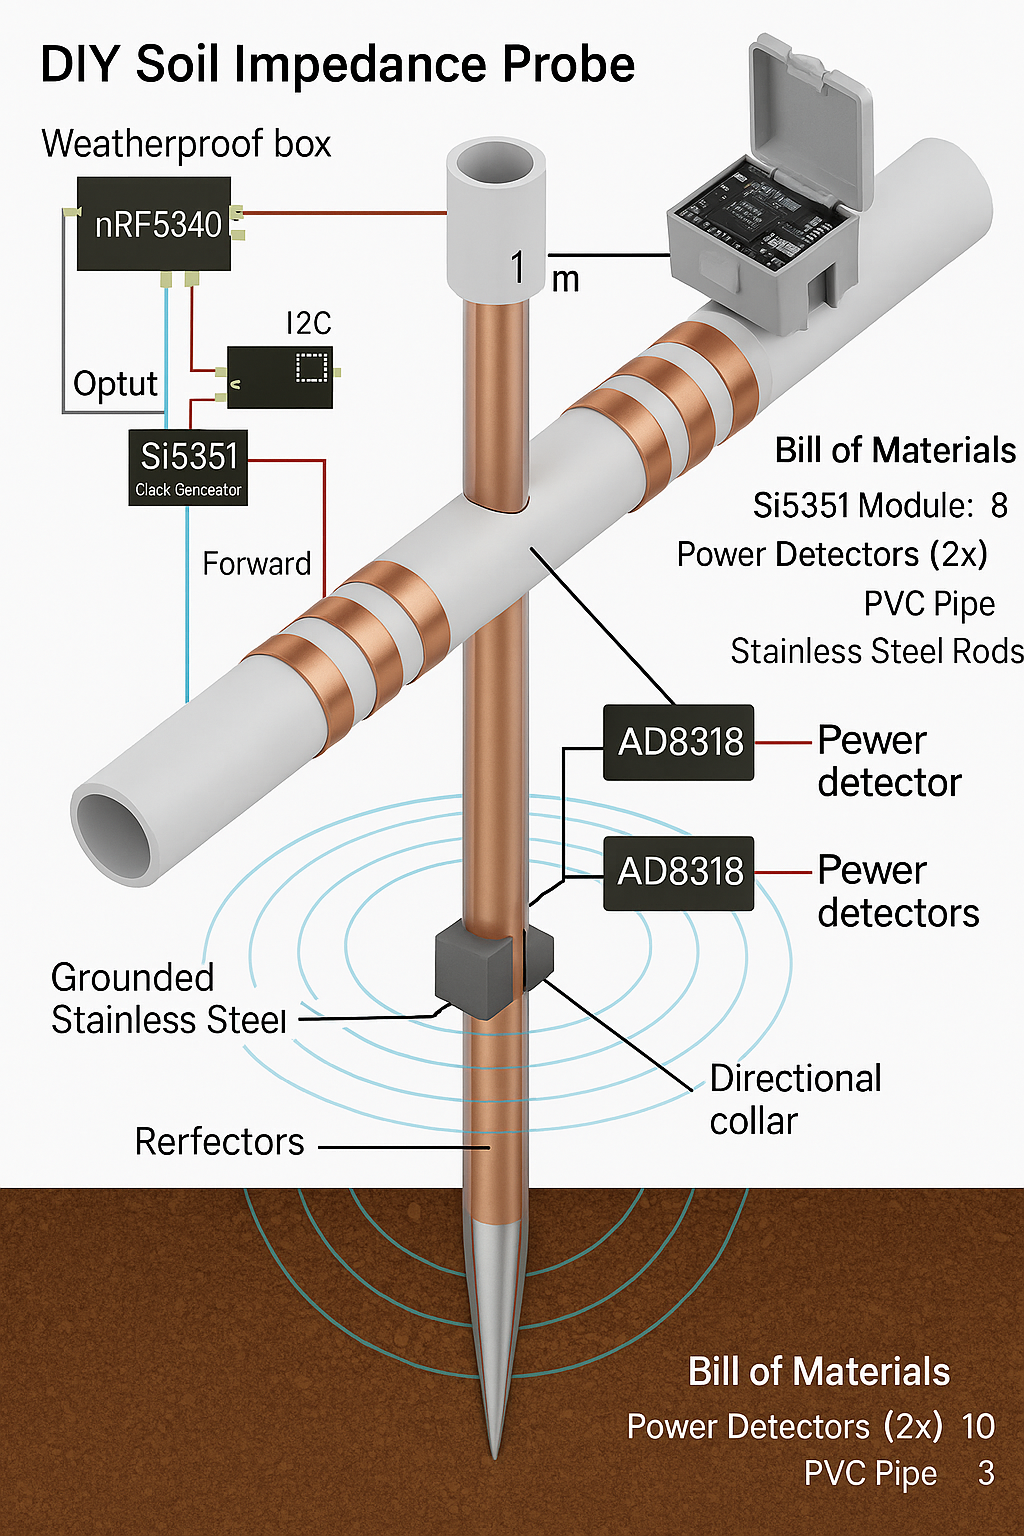 DIY Soil Impedance Probe
Weatherproof box
nRF5340
1 m
I2C
Optut
Si5351
Clack Genceator
Forward
Bill of Materials
Si5351 Module: 8
Power Detectors (2x)
PVC Pipe
Stainless Steel Rods
AD8318
Pewer
detector
AD8318
Pewer
detectors
Grounded
Stainless Steel
Directional
collar
Rerfectors
Bill of Materials
Power Detectors (2x) 10
PVC Pipe 3